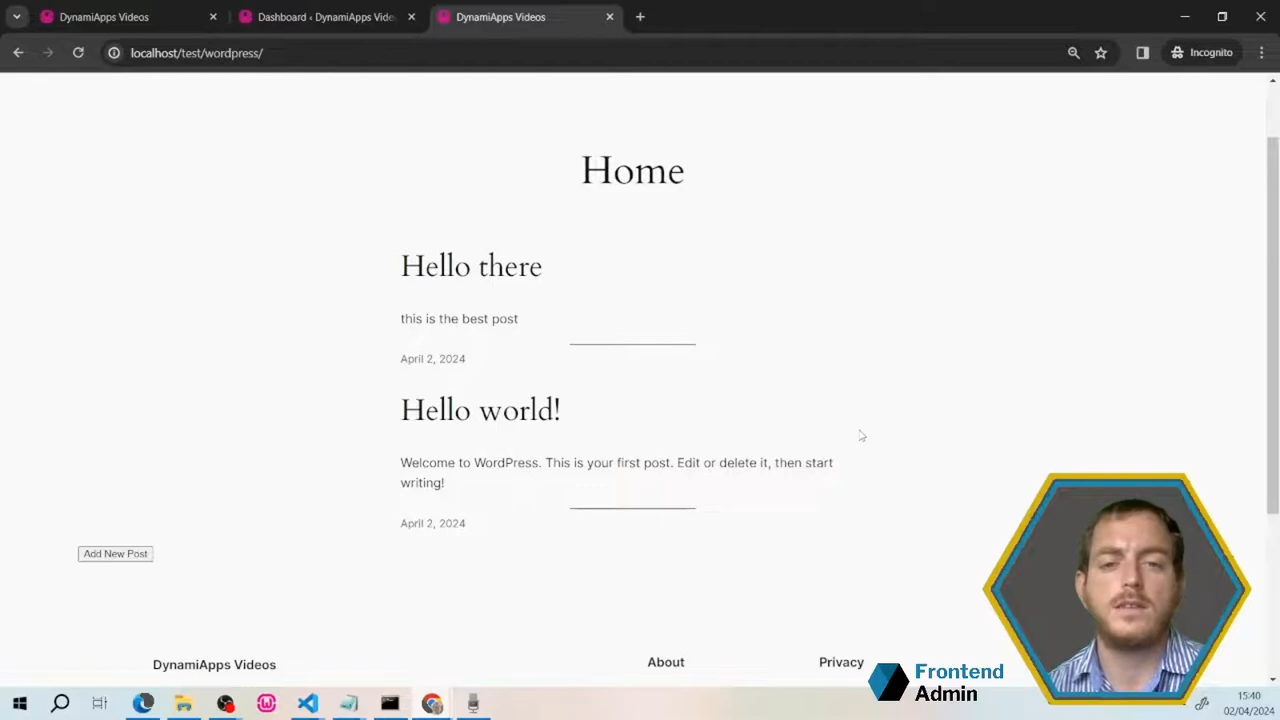 DynamiApps Videos
Dashboard ‹ DynamiApps Vide
DynamiApps Videos
localhost/test/wordpress/
Incognito
Home
Hello there
this is the best post
April 2, 2024
Hello world!
Welcome to WordPress. This is your first post. Edit or delete it, then start
writing!
April 2, 2024
Add New Post
DynamiApps Videos
About
Privacy
Frontend
Admin
15:40
02/04/2024